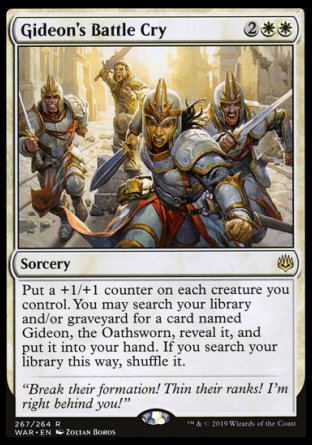 Gideon's Battle Cry 2
Sorcery
Put a +1/+1 counter on each creature you
control. You may search your library
and/or graveyard for a card named
Gideon, the Oathsworn, reveal it, and
put it into your hand. If you search your
library this way, shuffle it.
"Break their formation! Thin their ranks! I'm
right behind you!"
267/264 R
WAR • EN Zoltan Boros
™ & © 2019 Wizards of the Coast